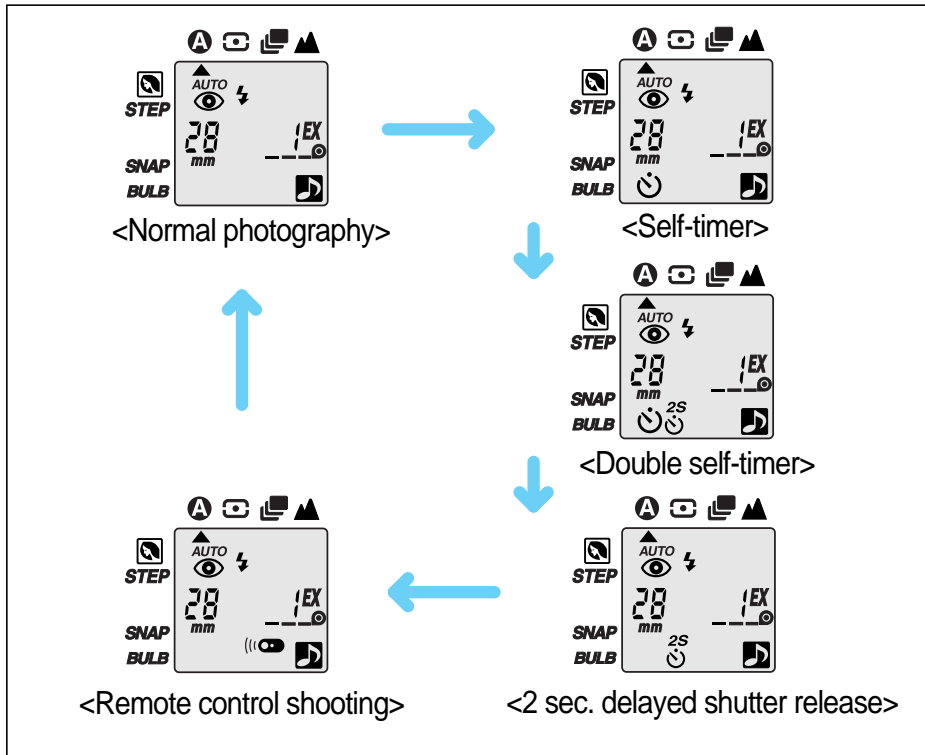 A
AUTO
STEP
28 1EX
mm
SNAP
BULB
<Normal photography>
A
AUTO
STEP
28 1EX
mm
SNAP
BULB
<Self-timer>
A
AUTO
STEP
28 1EX
mm
SNAP
2S
BULB
<Double self-timer>
A
AUTO
STEP
28 1EX
mm
SNAP
2S
BULB
<2 sec. delayed shutter release>
A
AUTO
STEP
28 1EX
mm
SNAP
BULB
<Remote control shooting>